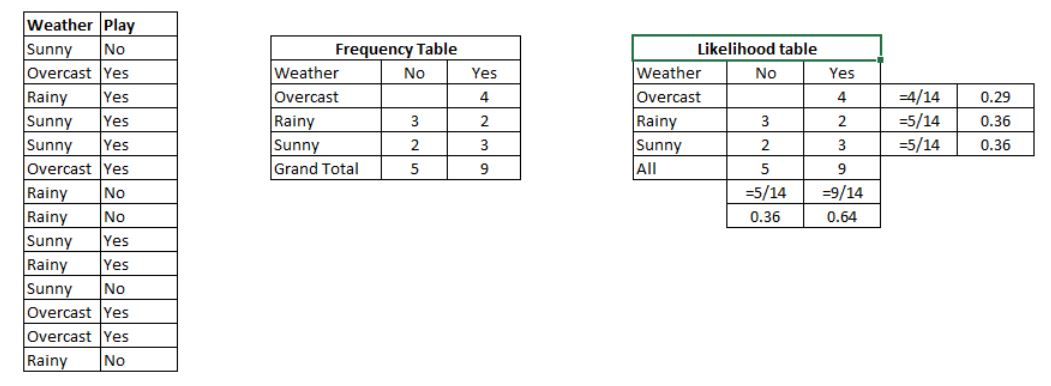 Weather Play
Sunny No
Overcast Yes
Rainy Yes
Sunny Yes
Sunny Yes
Overcast Yes
Rainy No
Rainy No
Sunny Yes
Rainy Yes
Sunny No
Overcast Yes
Overcast Yes
Rainy No
Frequency Table
Weather No Yes
Overcast 4
Rainy 3 2
Sunny 2 3
Grand Total 5 9
Likelihood table
Weather No Yes
Overcast 4 =4/14 0.29
Rainy 3 2 =5/14 0.36
Sunny 2 3 =5/14 0.36
All 5 9
=5/14 =9/14
0.36 0.64